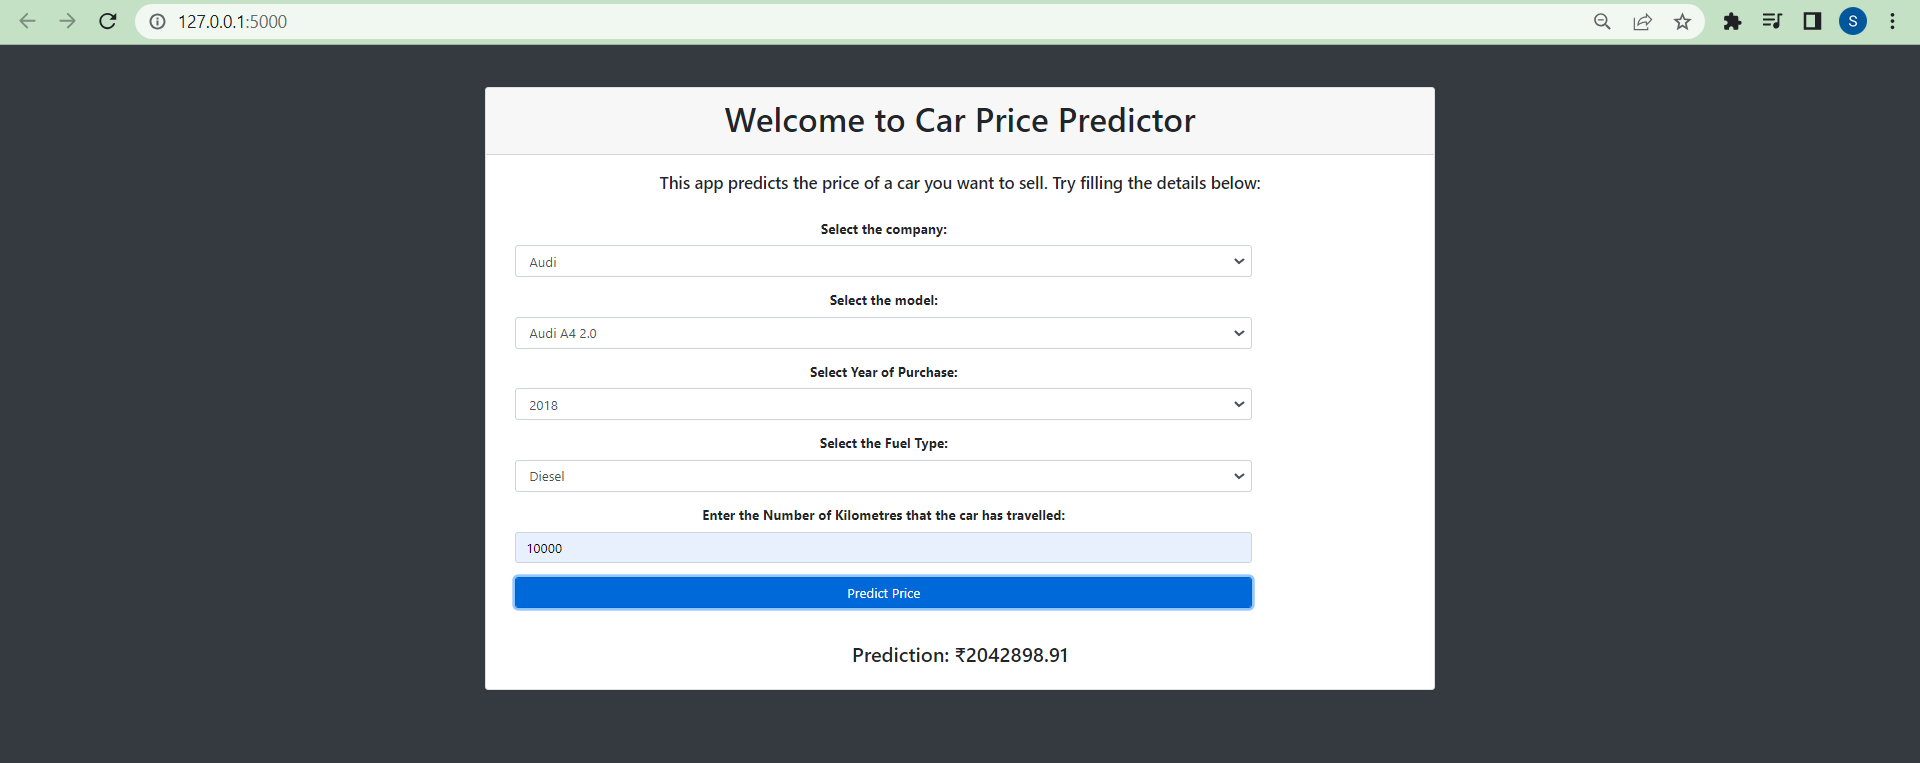 127.0.0.1:5000
S
Welcome to Car Price Predictor
This app predicts the price of a car you want to sell. Try filling the details below:
Select the company:
Audi
Select the model:
Audi A4 2.0
Select Year of Purchase:
2018
Select the Fuel Type:
Diesel
Enter the Number of Kilometres that the car has travelled:
10000
Predict Price
Prediction: ₹2042898.91